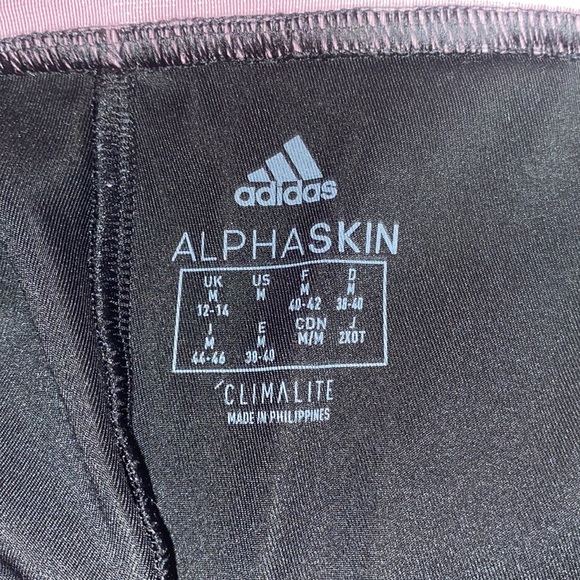 adidas
ALPHASKIN
UK US F D
M M M M
12-14 40-42 38-40
I E CDN J
M M M/M 2XOT
44-46 38-40
CLIMALITE
MADE IN PHILIPPINES